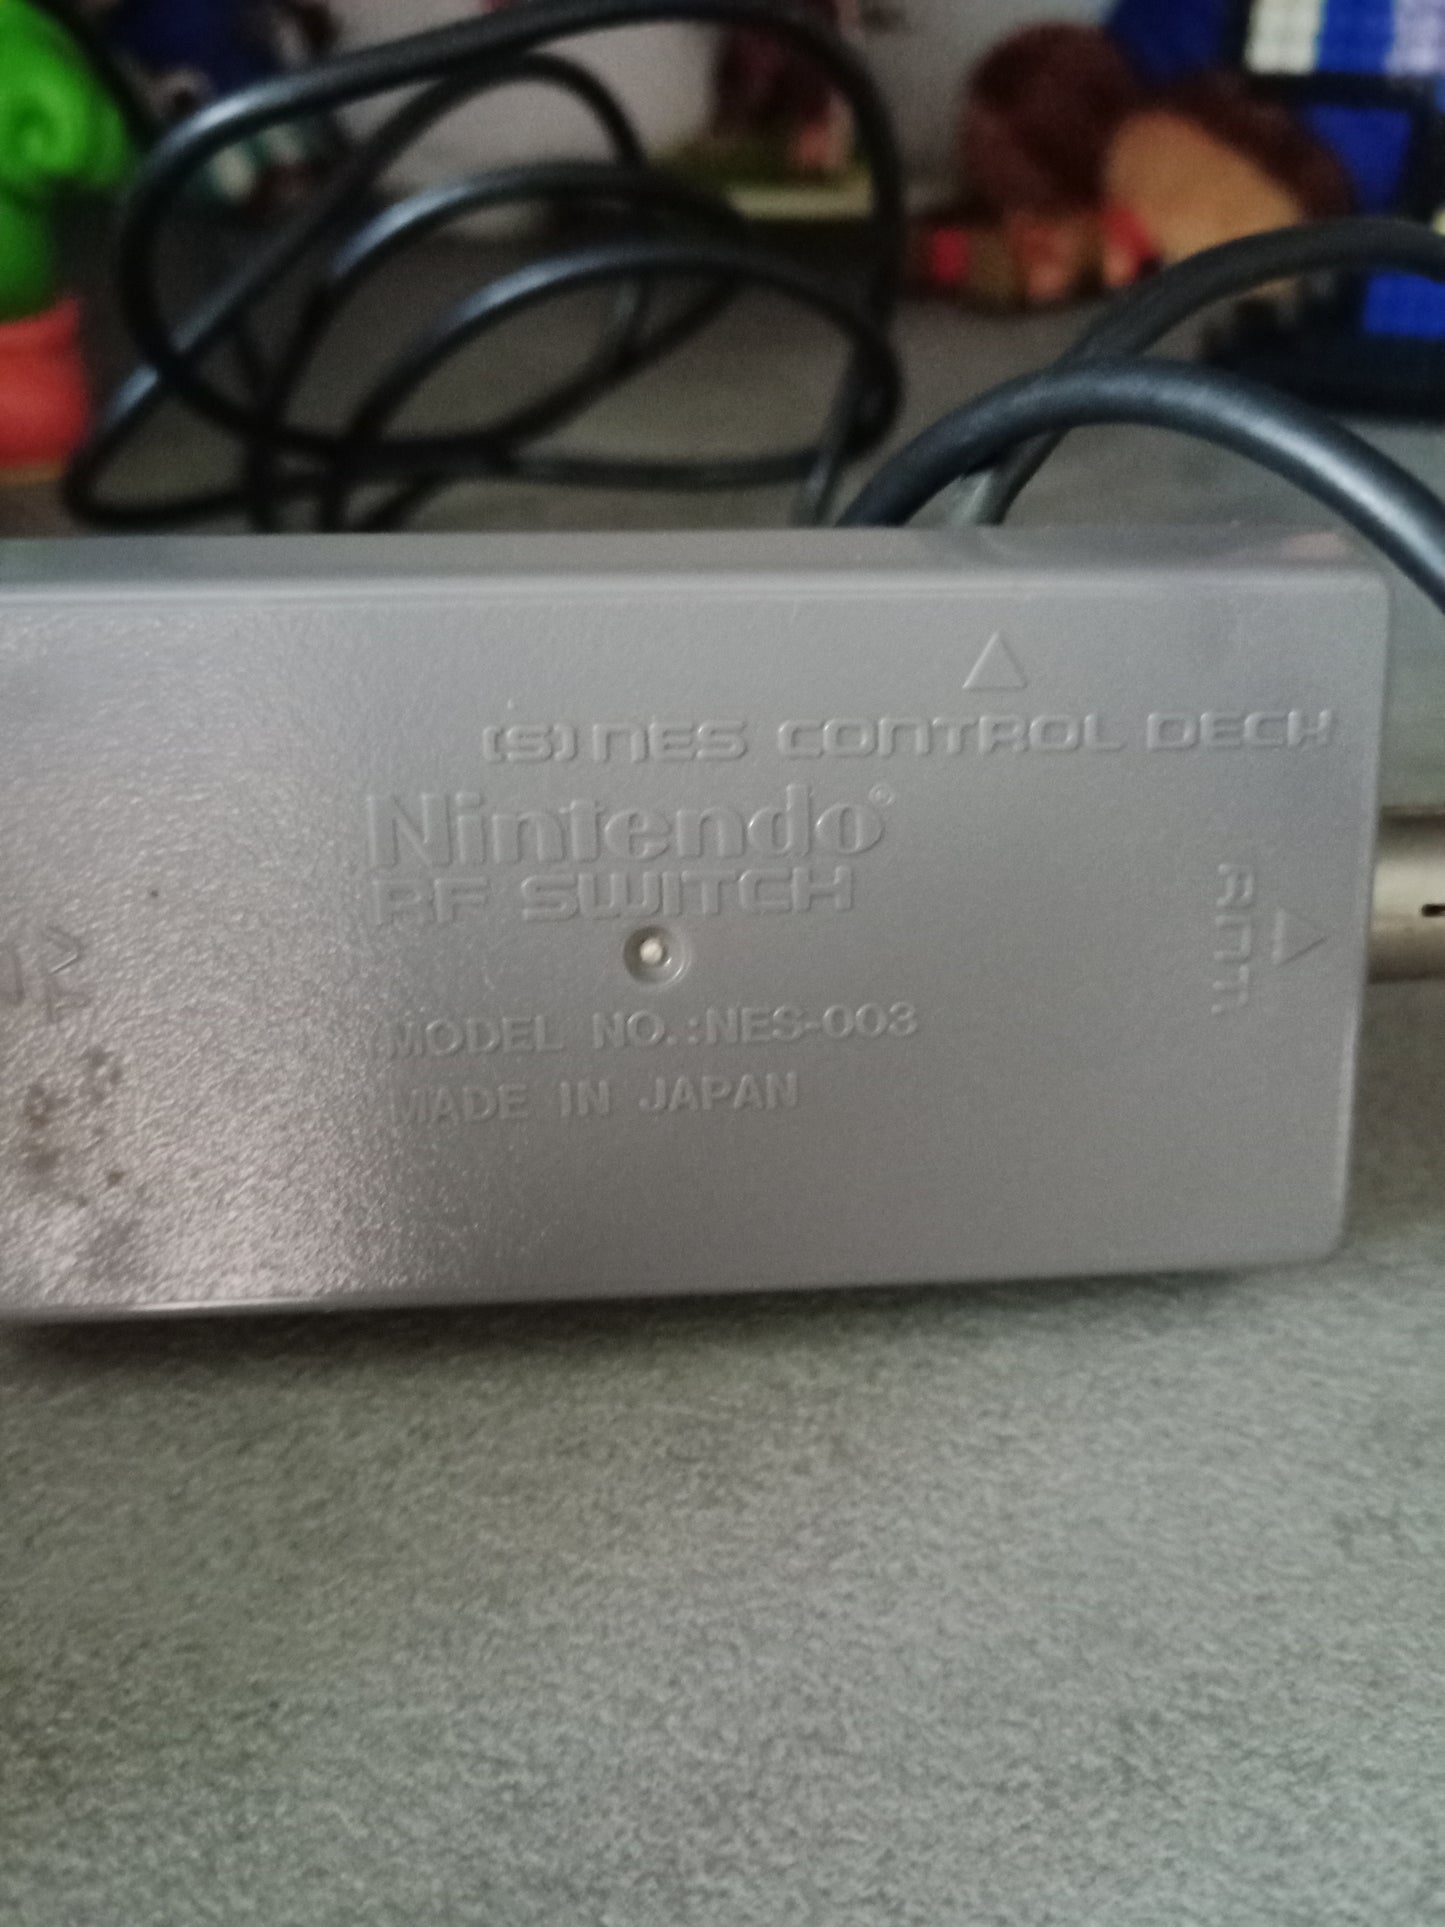 (S)NES CONTROL DECK
Nintendo®
RF SWITCH
ANT.
MODEL NO.:NES-003
MADE IN JAPAN